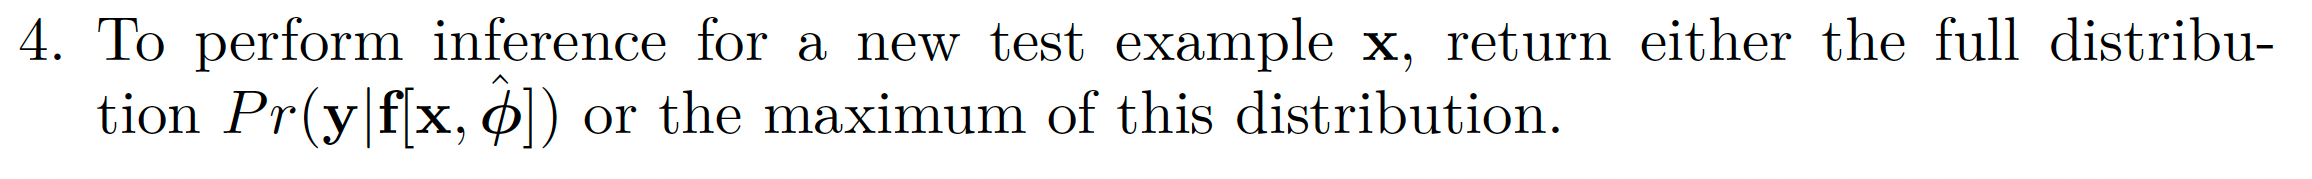 4. To perform inference for a new test example x, return either the full distribu-
tion Pr(y|f[x, ϕ̂]) or the maximum of this distribution.